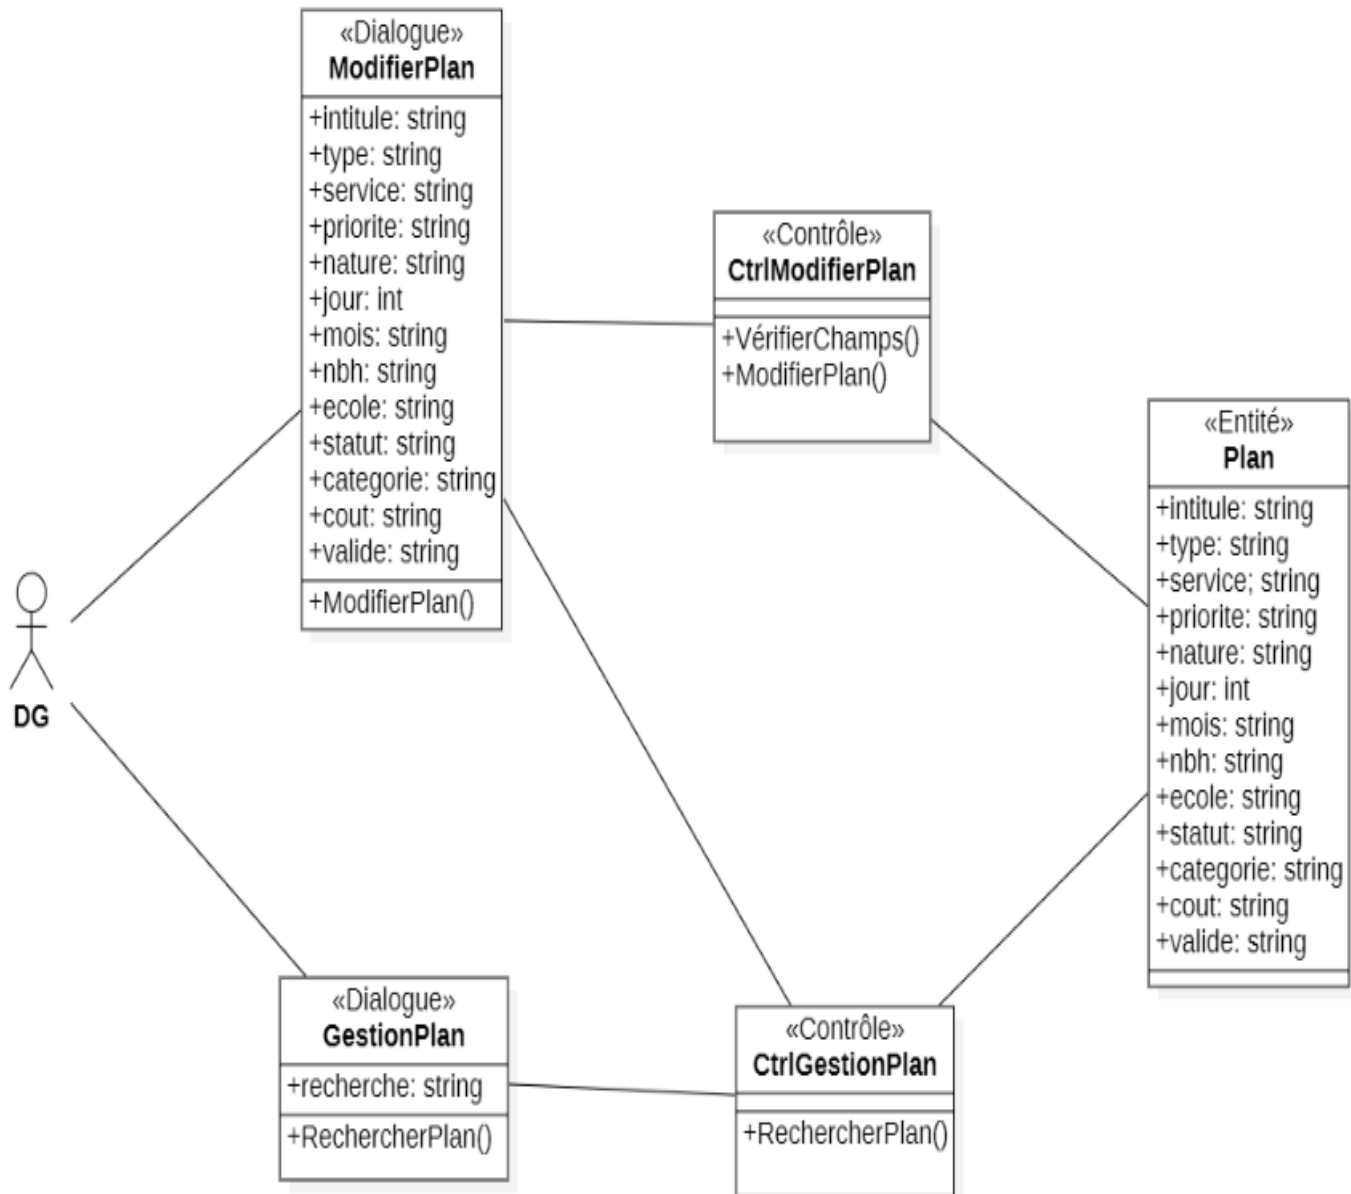 «Dialogue»
ModifierPlan
+intitule: string
+type: string
+service: string
+priorite: string
+nature: string
+jour: int
+mois: string
+nbh: string
+ecole: string
+statut: string
+categorie: string
+cout: string
+valide: string
+ModifierPlan()
«Contrôle»
CtrlModifierPlan
+VérifierChamps()
+ModifierPlan()
«Entité»
Plan
+intitule: string
+type: string
+service; string
+priorite: string
+nature: string
+jour: int
+mois: string
+nbh: string
+ecole: string
+statut: string
+categorie: string
+cout: string
+valide: string
DG
«Dialogue»
GestionPlan
+recherche: string
+RechercherPlan()
«Contrôle»
CtrlGestionPlan
+RechercherPlan()